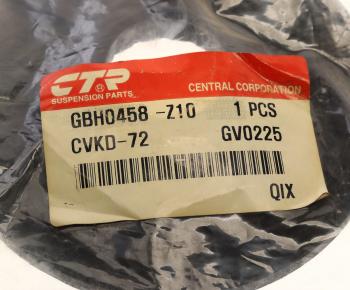 CTR ®
SUSPENSION PARTS
CENTRAL CORPORATION
GBH0458 -Z10 1 PCS
CVKD-72 GV0225
QIX